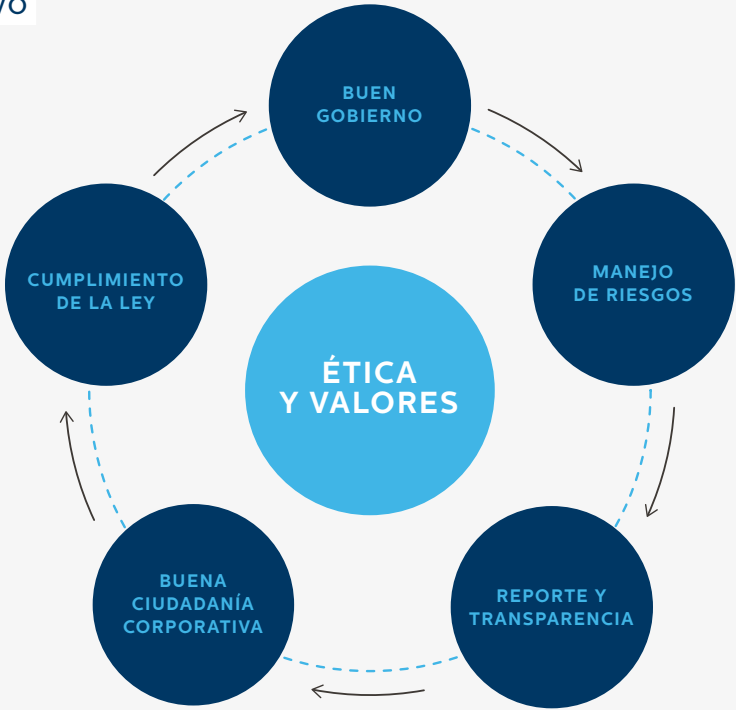 BUEN
GOBIERNO
MANEJO
DE RIESGOS
REPORTE Y
TRANSPARENCIA
BUENA
CIUDADANÍA
CORPORATIVA
CUMPLIMIENTO
DE LA LEY
ÉTICA
Y VALORES